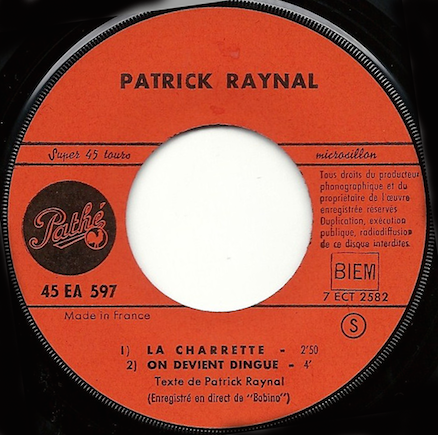 PATRICK RAYNAL
Super 45 tours
microsillon
Tous droits du producteur
phonographique et du
propriétaire de l'œuvre
enregistrée réservés
Duplication, exécution
publique, radiodiffusion
de ce disque interdites.
Pathé
BIEM
45 EA 597
7 ECT 2582
Made in France
S
1) LA CHARRETTE - 2'50
2) ON DEVIENT DINGUE - 4'
Texte de Patrick Raynal
(Enregistré en direct de "Bobino")